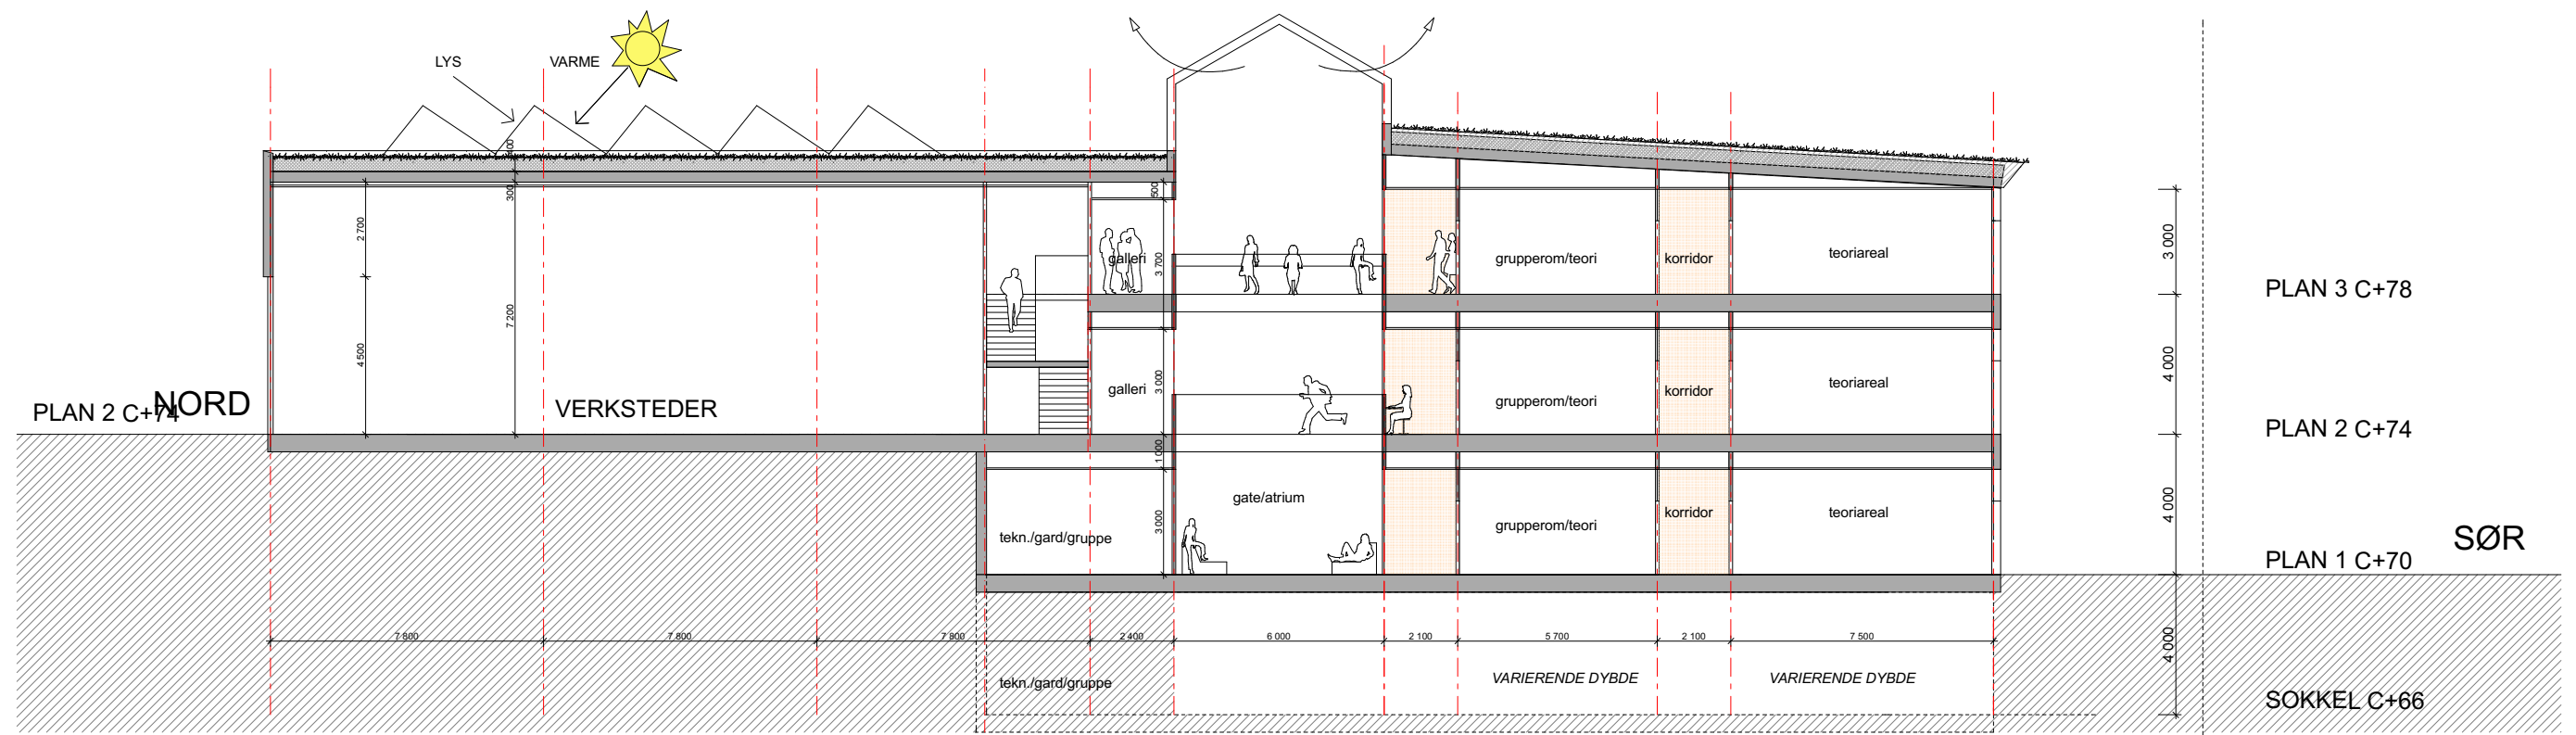 LYS
VARME
400
300
500
2 700
7 200
4 500
3 700
galleri
grupperom/teori
korridor
teoriareal
3 000
PLAN 3 C+78
PLAN 2 C+74
NORD
VERKSTEDER
galleri
3 000
grupperom/teori
korridor
teoriareal
4 000
PLAN 2 C+74
1 000
gate/atrium
tekn./gard/gruppe
3 000
grupperom/teori
korridor
teoriareal
4 000
SØR
PLAN 1 C+70
7 800
7 800
7 800
2 400
6 000
2 100
5 700
2 100
7 500
4 000
tekn./gard/gruppe
VARIERENDE DYBDE
VARIERENDE DYBDE
SOKKEL C+66